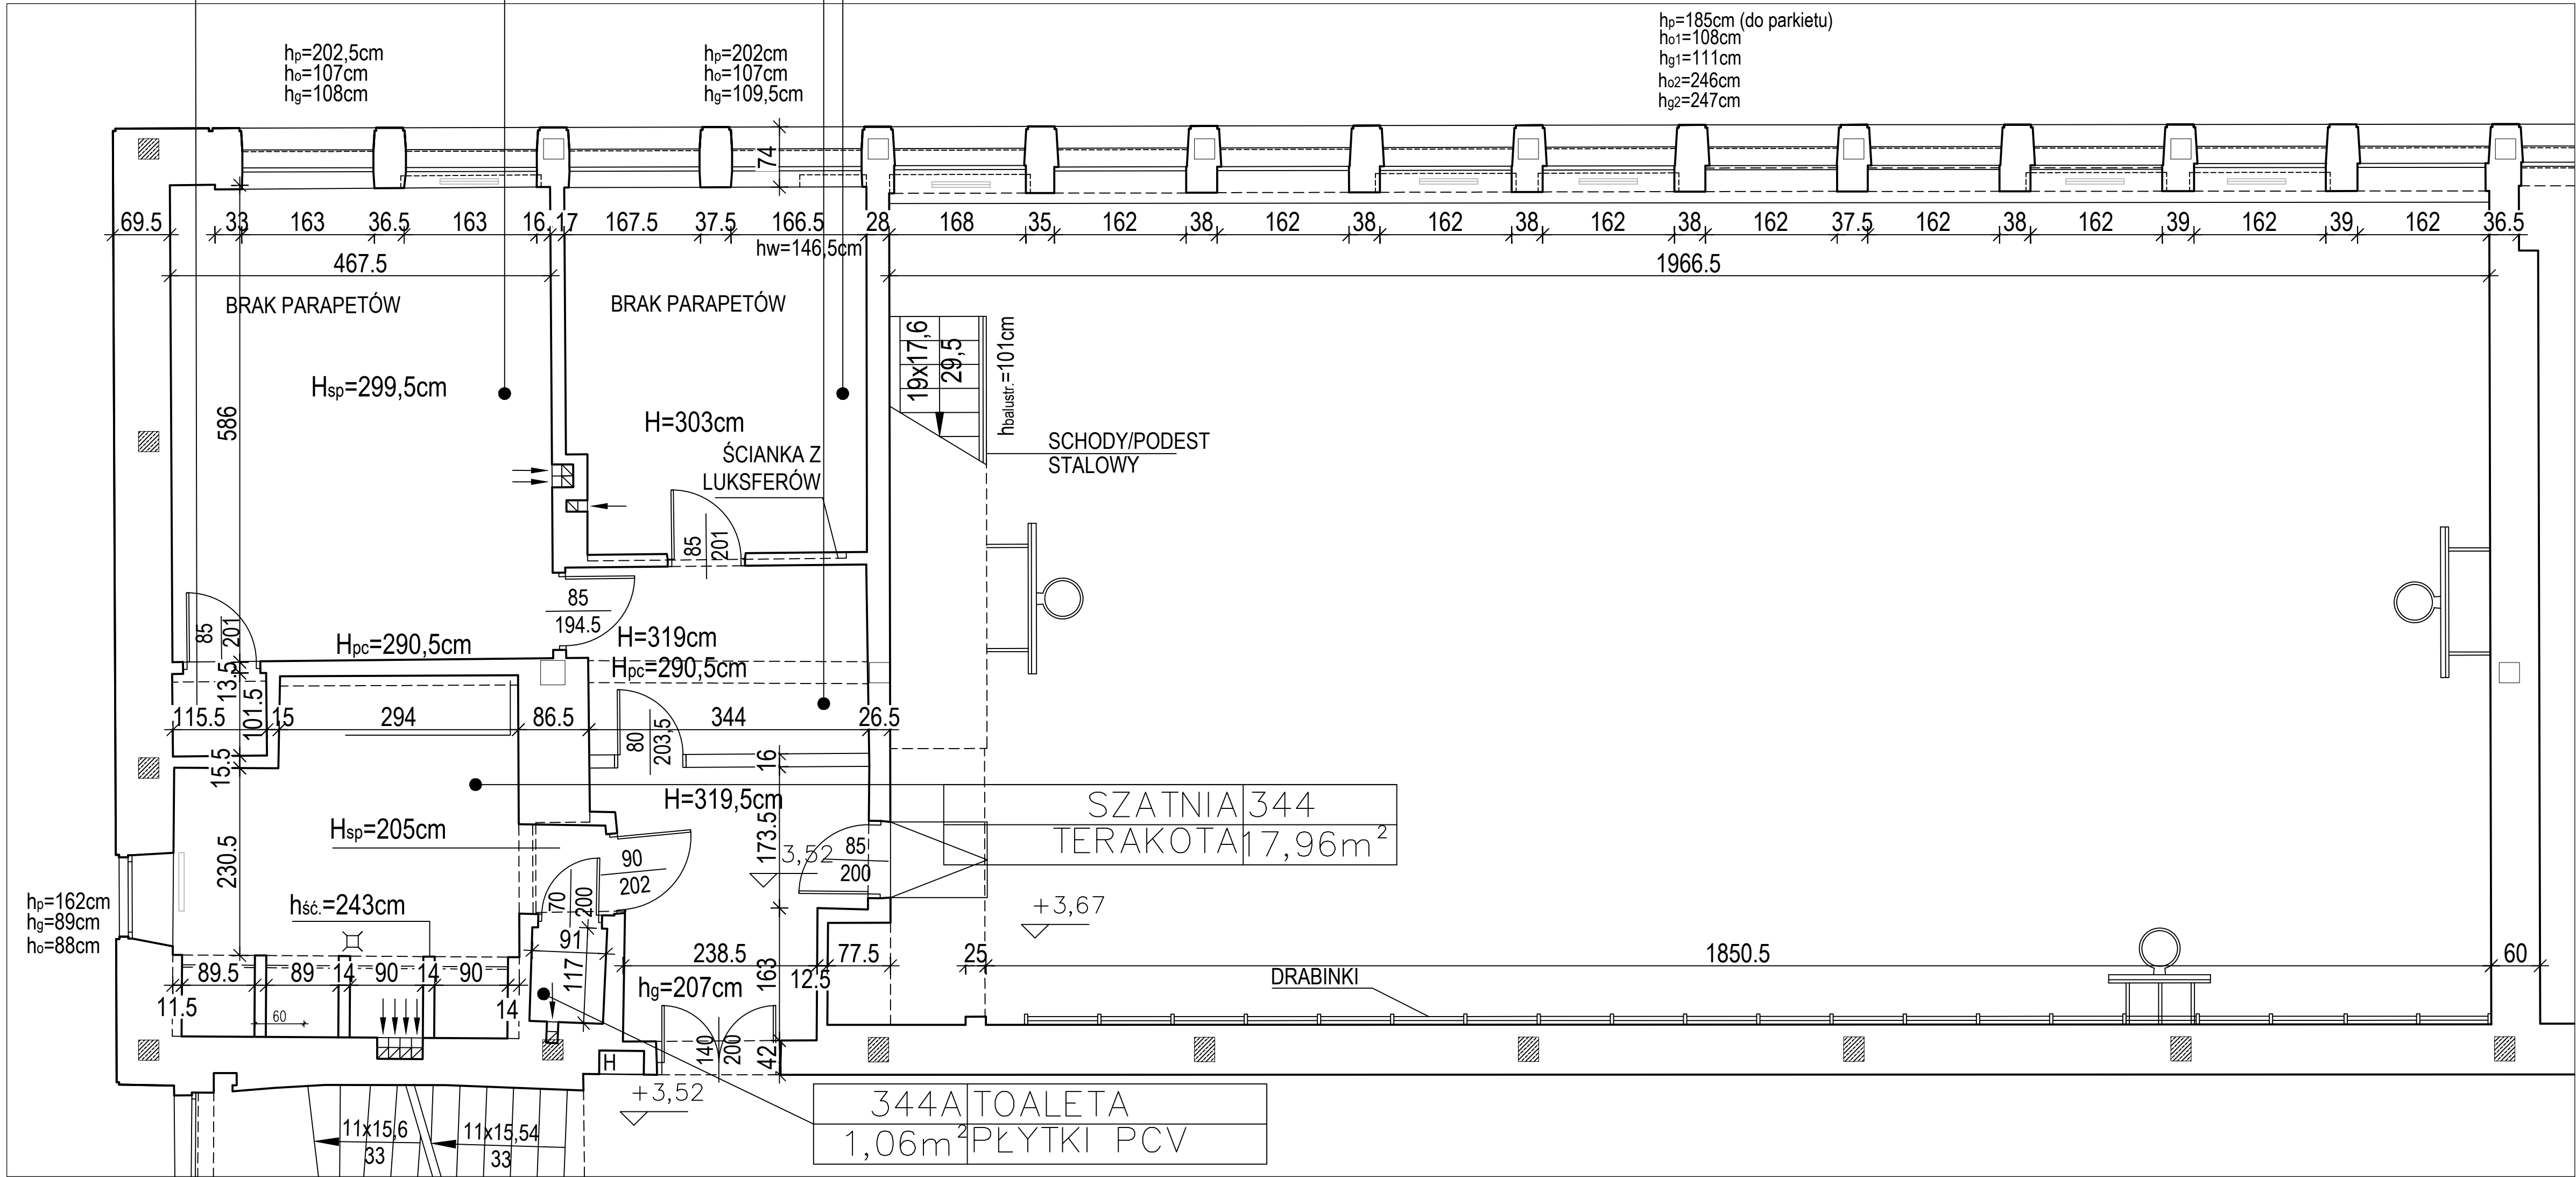 hp=202,5cm
ho=107cm
hg=108cm
hp=202cm
ho=107cm
hg=109,5cm
hp=185cm (do parkietu)
ho1=108cm
hg1=111cm
ho2=246cm
hg2=247cm
74
69.5 33 163 36.5 163 16 17 167.5 37.5 166.5 28 168 35 162 38 162 38 162 38 162 38 162 37.5 162 38 162 39 162 39 162 36.5
hw=146,5cm
467.5
1966.5
BRAK PARAPETÓW
BRAK PARAPETÓW
19x17,6
29,5
hbalustr.=101cm
Hsp=299,5cm
586
H=303cm
ŚCIANKA Z
LUKSFERÓW
SCHODY/PODEST
STALOWY
85
201
85
194.5
85
201
H=319cm
Hpc=290,5cm
Hpc=290,5cm
13.5
101.5
115.5 15 294 86.5 344 26.5
80
203,5
15.5
16
H=319,5cm
SZATNIA 344
TERAKOTA 17,96m²
Hsp=205cm
173.5
3,52
85
200
90
202
70
200
230.5
hp=162cm
hg=89cm
ho=88cm
hść.=243cm
+3,67
91
117
238.5
163
12.5
77.5
25
1850.5
60
89.5 89 14 90 14 90
11.5
14
60
hg=207cm
DRABINKI
140
200
42
H
+3,52
344A TOALETA
1,06m² PŁYTKI PCV
11x15,6
33
11x15,54
33